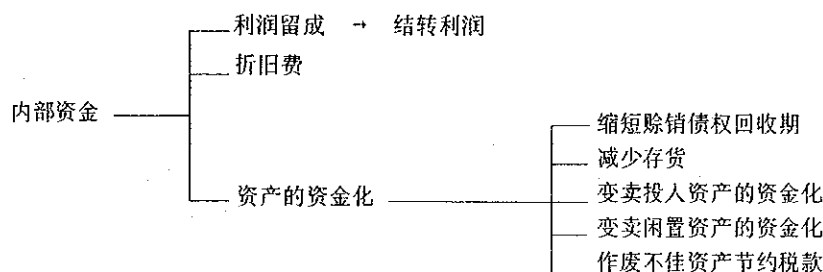 利润留成 → 结转利润
折旧费
内部资金
缩短赊销债权回收期
减少存货
资产的资金化
变卖投人资产的资金化
变卖闲置资产的资金化
作废不佳资产节约税款